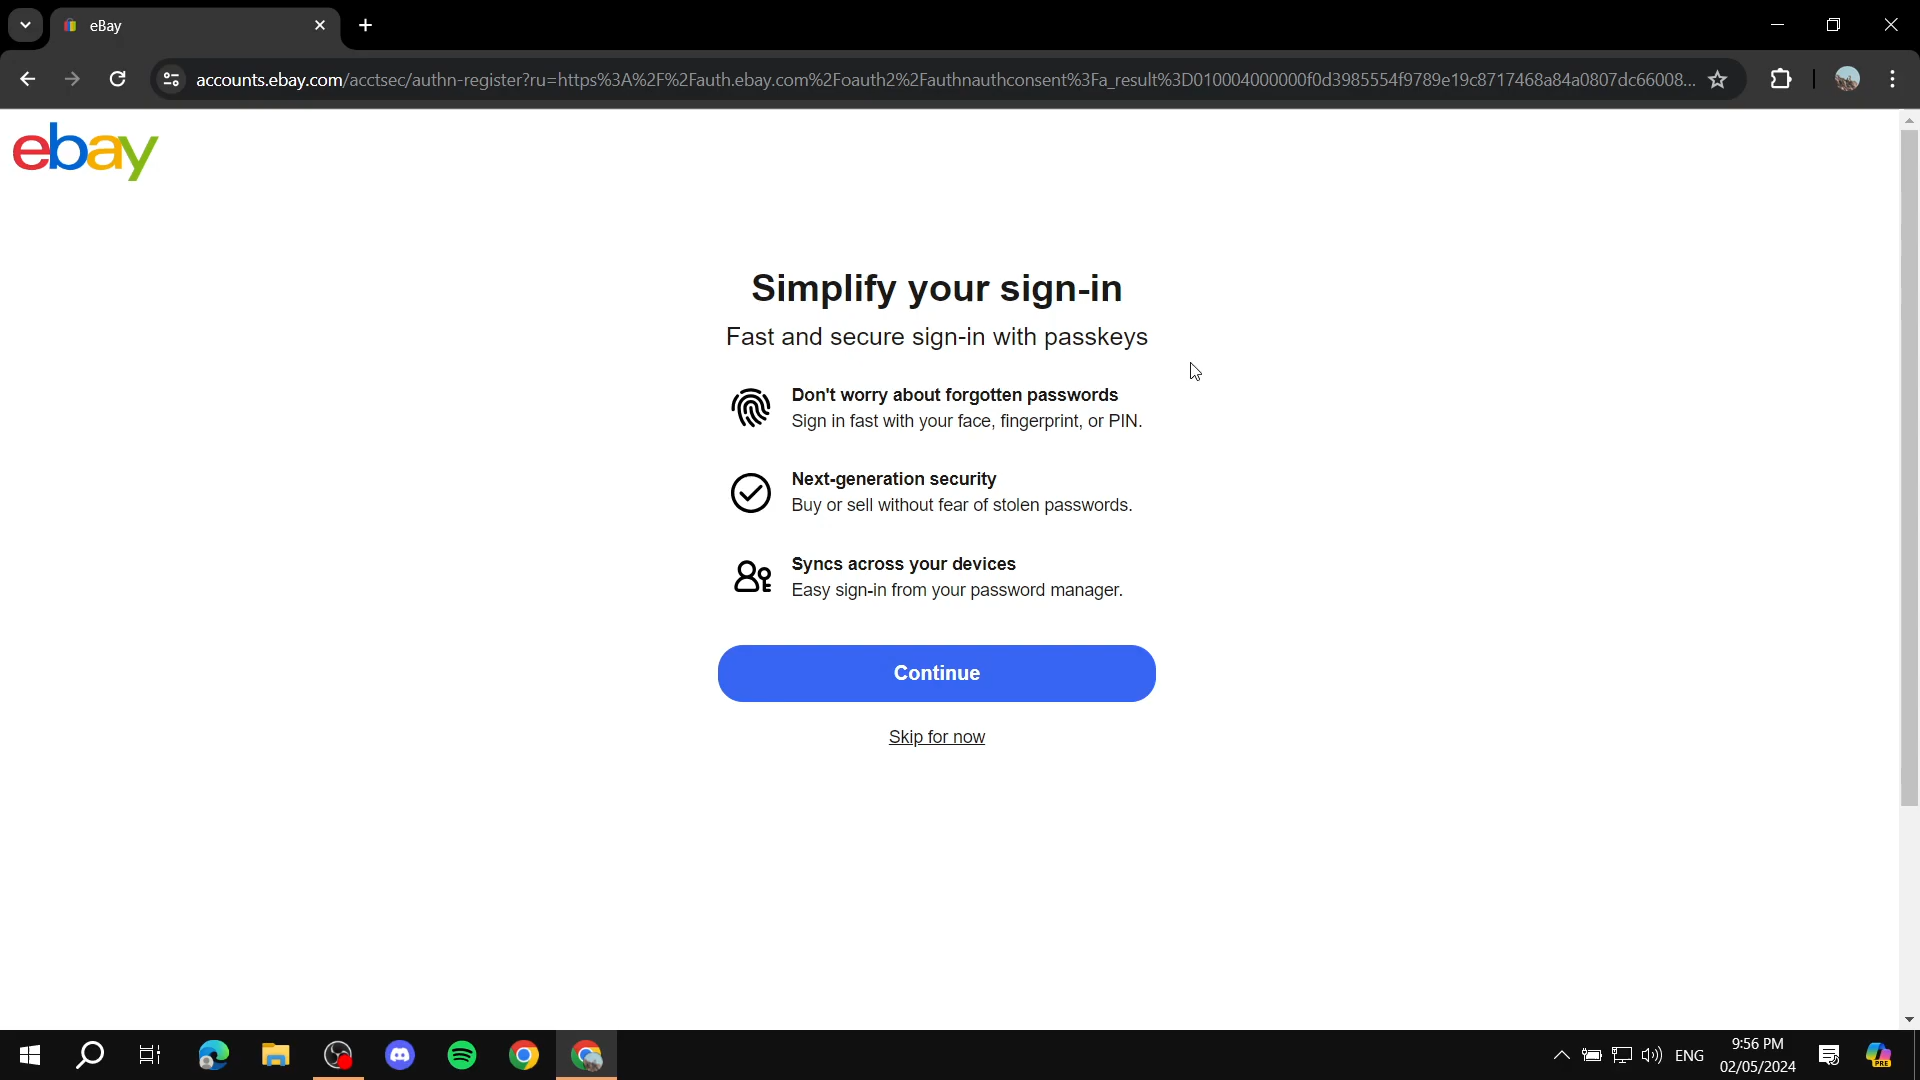 eBay
accounts.ebay.com/acctsec/authn-register?ru=https%3A%2F%2Fauth.ebay.com%2Foauth2%2Fauthnauthconsent%3Fa_result%3D010004000000f0d3985554f9789e19c8717468a84a0807dc66008...
ebay
Simplify your sign-in
Fast and secure sign-in with passkeys
Don't worry about forgotten passwords
Sign in fast with your face, fingerprint, or PIN.
Next-generation security
Buy or sell without fear of stolen passwords.
Syncs across your devices
Easy sign-in from your password manager.
Continue
Skip for now
ENG
9:56 PM
02/05/2024
PRE